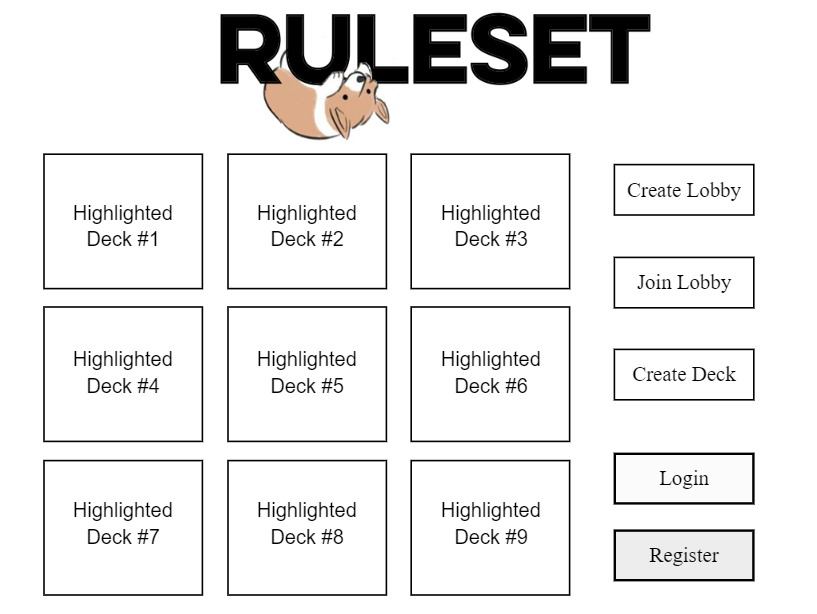 RULESET
Highlighted
Deck #1
Highlighted
Deck #2
Highlighted
Deck #3
Highlighted
Deck #4
Highlighted
Deck #5
Highlighted
Deck #6
Highlighted
Deck #7
Highlighted
Deck #8
Highlighted
Deck #9
Create Lobby
Join Lobby
Create Deck
Login
Register